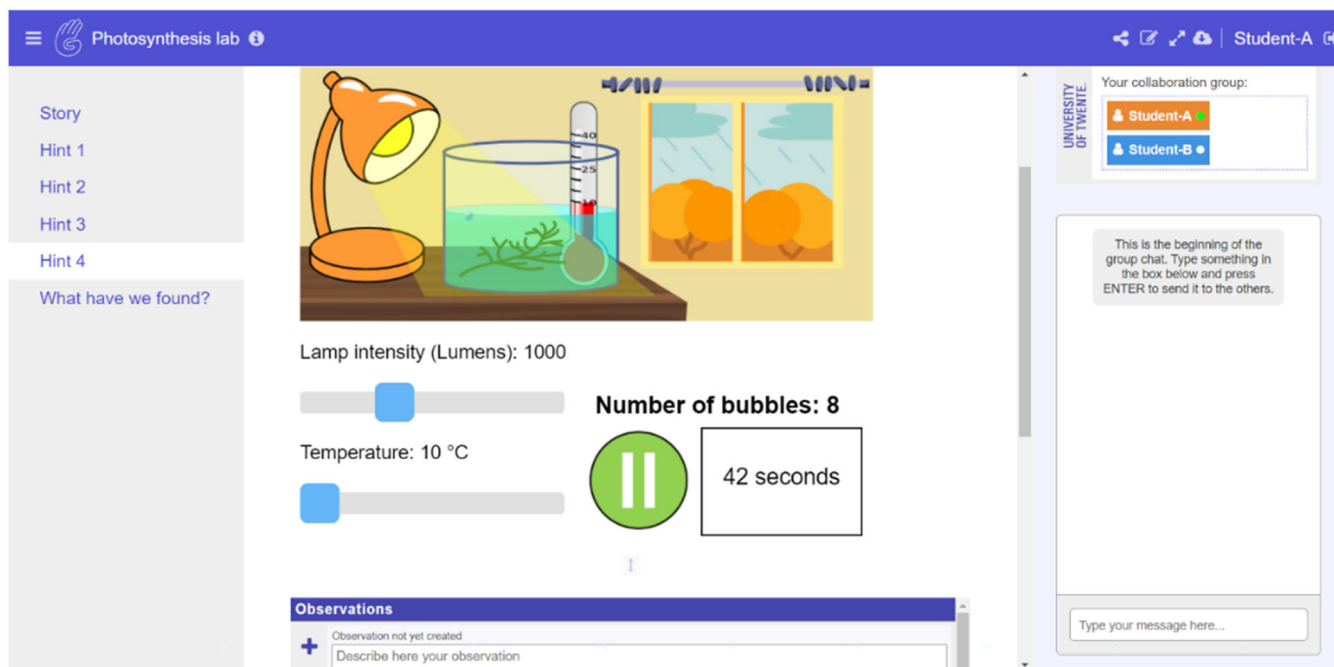 Photosynthesis lab
Student-A
Story
Hint 1
Hint 2
Hint 3
Hint 4
What have we found?
40
25
10
Lamp intensity (Lumens): 1000
Number of bubbles: 8
Temperature: 10 °C
42 seconds
Observations
Observation not yet created
Describe here your observation
UNIVERSITY
OF TWENTE.
Your collaboration group:
Student-A
Student-B
This is the beginning of the
group chat. Type something in
the box below and press
ENTER to send it to the others.
Type your message here...